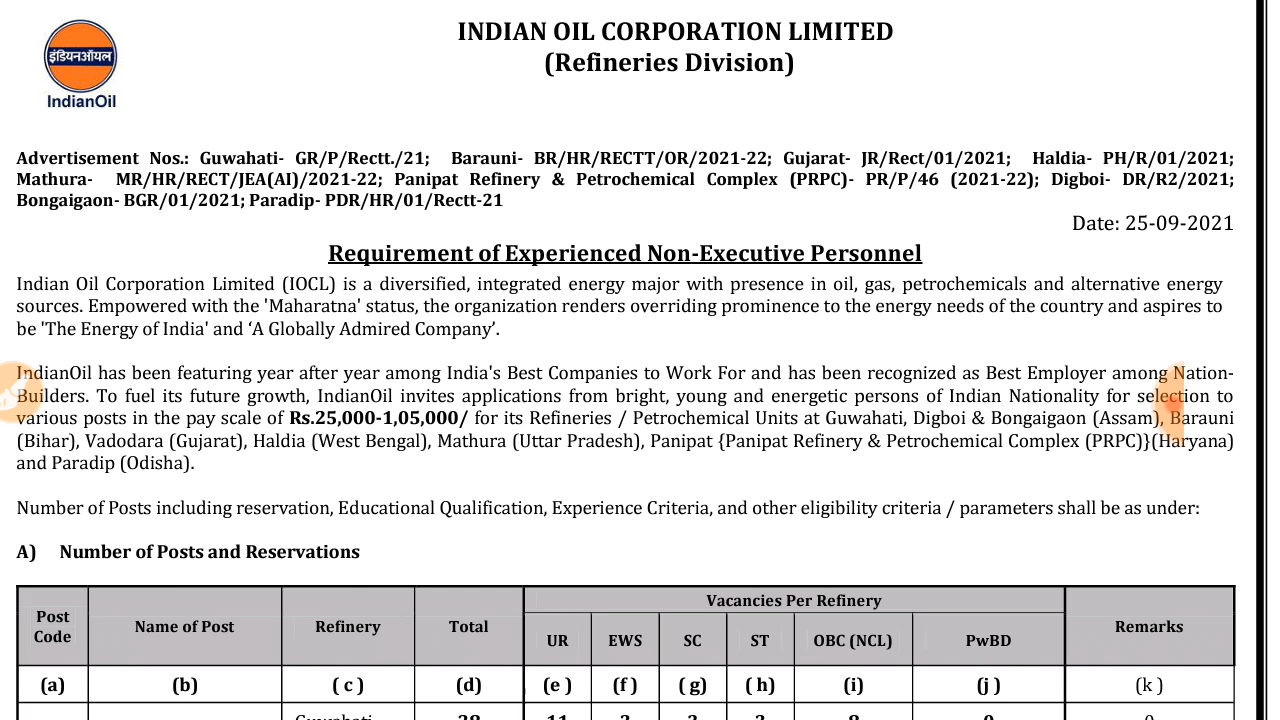 INDIAN OIL CORPORATION LIMITED
(Refineries Division)
इंडियनऑयल
IndianOil
Advertisement Nos.: Guwahati- GR/P/Rectt./21; Barauni- BR/HR/RECTT/OR/2021-22; Gujarat- JR/Rect/01/2021; Haldia- PH/R/01/2021;
Mathura- MR/HR/RECT/JEA(AI)/2021-22; Panipat Refinery & Petrochemical Complex (PRPC)- PR/P/46 (2021-22); Digboi- DR/R2/2021;
Bongaigaon- BGR/01/2021; Paradip- PDR/HR/01/Rectt-21
Date: 25-09-2021
Requirement of Experienced Non-Executive Personnel
Indian Oil Corporation Limited (IOCL) is a diversified, integrated energy major with presence in oil, gas, petrochemicals and alternative energy
sources. Empowered with the 'Maharatna' status, the organization renders overriding prominence to the energy needs of the country and aspires to
be 'The Energy of India' and ‘A Globally Admired Company’.
IndianOil has been featuring year after year among India's Best Companies to Work For and has been recognized as Best Employer among Nation-
Builders. To fuel its future growth, IndianOil invites applications from bright, young and energetic persons of Indian Nationality for selection to
various posts in the pay scale of Rs.25,000-1,05,000/ for its Refineries / Petrochemical Units at Guwahati, Digboi & Bongaigaon (Assam), Barauni
(Bihar), Vadodara (Gujarat), Haldia (West Bengal), Mathura (Uttar Pradesh), Panipat {Panipat Refinery & Petrochemical Complex (PRPC)}(Haryana)
and Paradip (Odisha).
Number of Posts including reservation, Educational Qualification, Experience Criteria, and other eligibility criteria / parameters shall be as under:
A) Number of Posts and Reservations
Post Code Name of Post Refinery Total Vacancies Per Refinery Remarks
UR EWS SC ST OBC (NCL) PwBD
(a) (b) ( c ) (d) (e ) (f ) ( g) ( h) (i) (j ) (k )